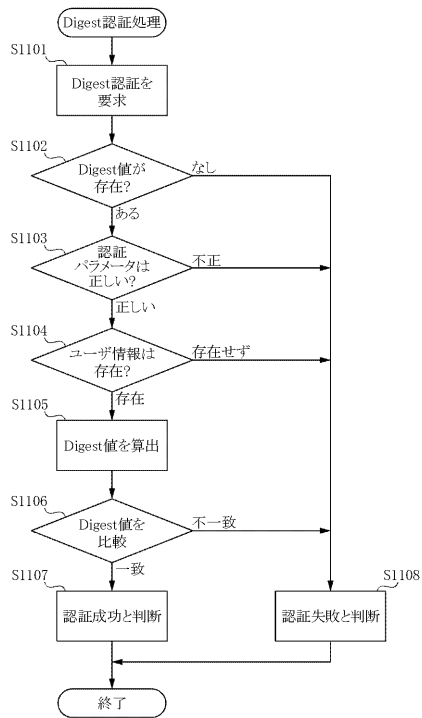 Digest認証処理
S1101
Digest認証を
要求
S1102
Digest値が
存在?
なし
ある
S1103
認証
パラメータは
正しい?
不正
正しい
S1104
ユーザ情報は
存在?
存在せず
存在
S1105
Digest値を算出
S1106
Digest値を
比較
不一致
一致
S1107
認証成功と判断
S1108
認証失敗と判断
終了